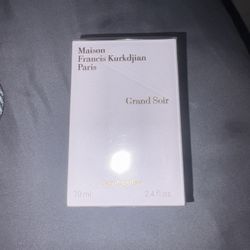 Maison
Francis Kurkdjian
Paris
Grand Soir
70 ml 2.4 fl.oz.